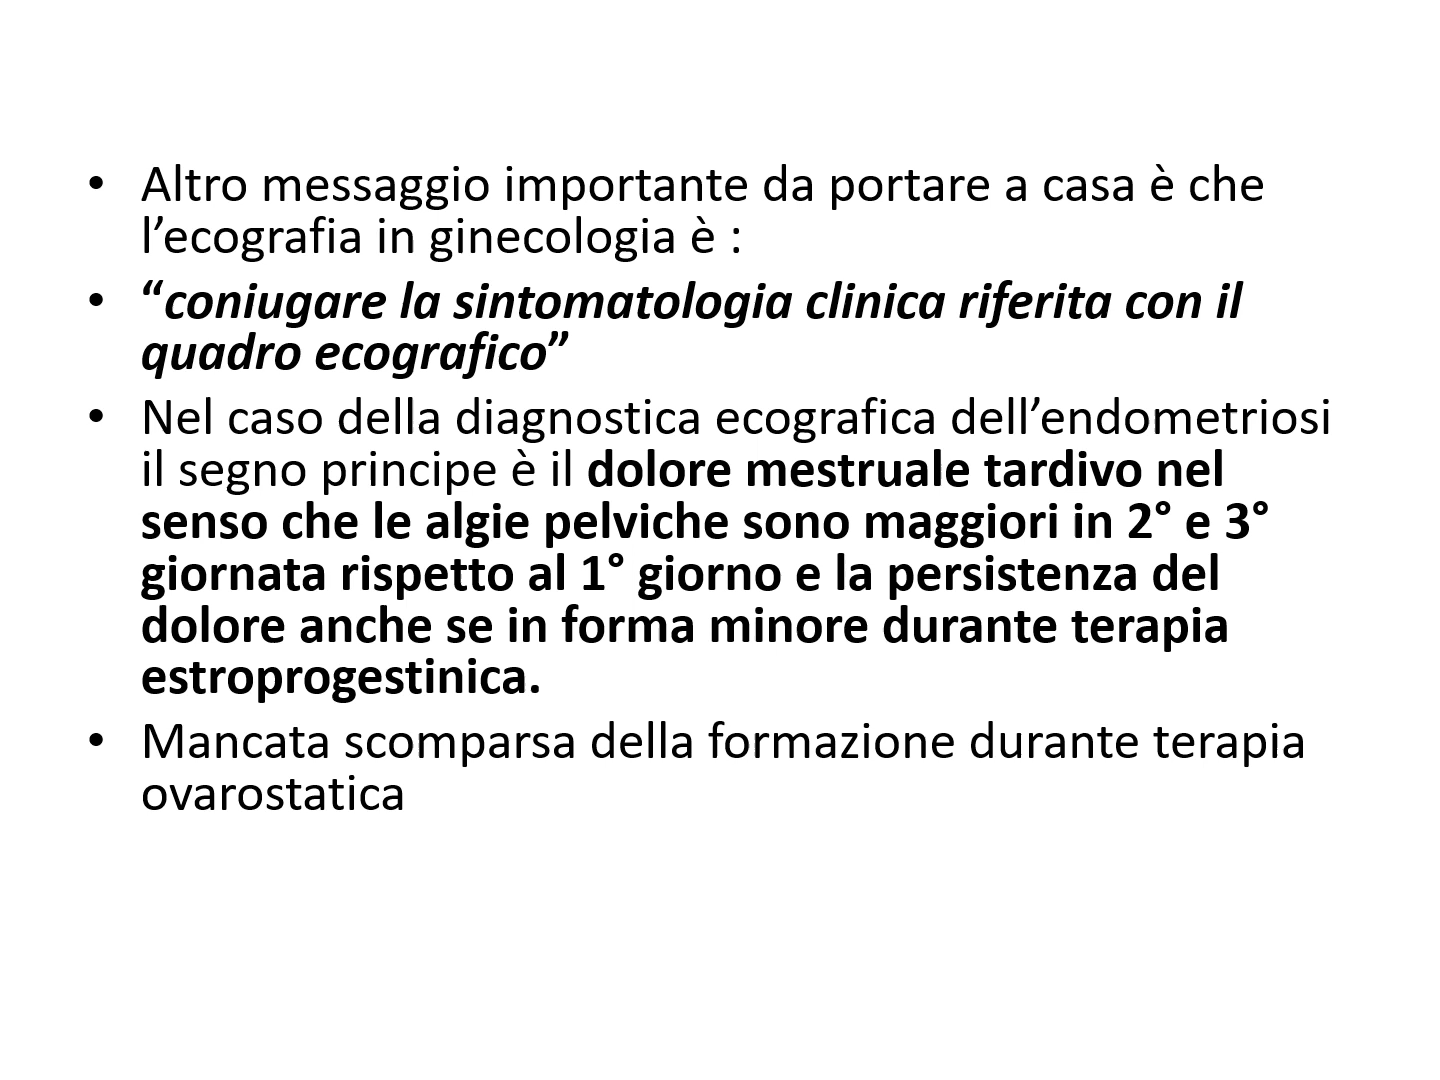 • Altro messaggio importante da portare a casa è che
l’ecografia in ginecologia è :
• “coniugare la sintomatologia clinica riferita con il
quadro ecografico”
• Nel caso della diagnostica ecografica dell’endometriosi
il segno principe è il dolore mestruale tardivo nel
senso che le algie pelviche sono maggiori in 2° e 3°
giornata rispetto al 1° giorno e la persistenza del
dolore anche se in forma minore durante terapia
estroprogestinica.
• Mancata scomparsa della formazione durante terapia
ovarostatica